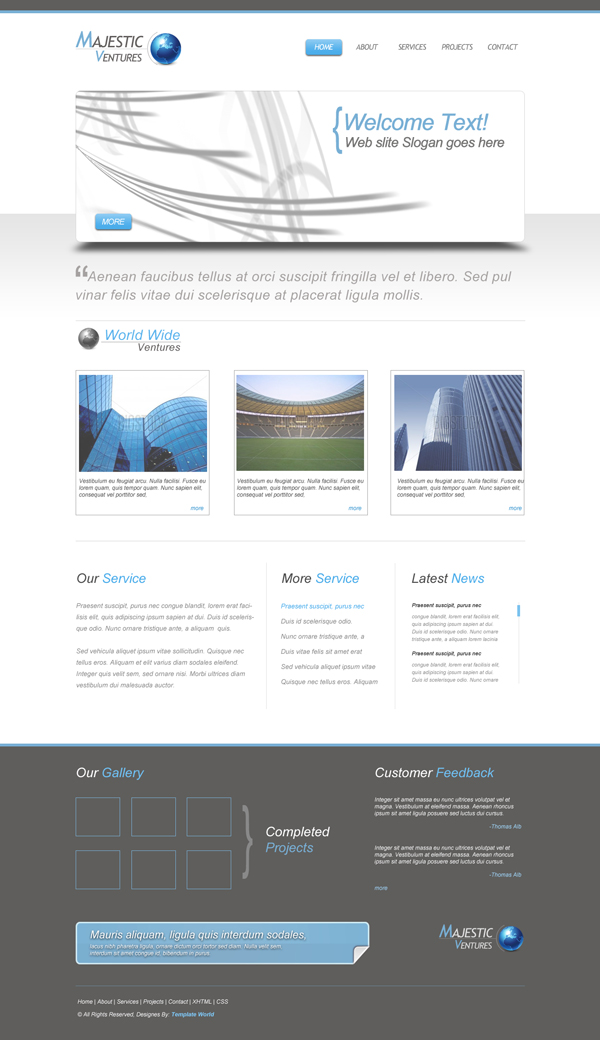 MAJESTIC
VENTURES
HOME
ABOUT
SERVICES
PROJECTS
CONTACT
{Welcome Text!
Web slite Slogan goes here
MORE
“Aenean faucibus tellus at orci suscipit fringilla vel et libero. Sed pul
vinar felis vitae dui scelerisque at placerat ligula mollis.
World Wide
Ventures
Vestibulum eu feugiat arcu. Nulla facilisi. Fusce eu
lorem quam, quis tempor quam. Nunc sapien elit,
consequat vel porttitor sed,
more
Vestibulum eu feugiat arcu. Nulla facilisi. Fusce eu
lorem quam, quis tempor quam. Nunc sapien elit,
consequat vel porttitor sed,
more
Vestibulum eu feugiat arcu. Nulla facilisi. Fusce eu
lorem quam, quis tempor quam. Nunc sapien elit,
consequat vel porttitor sed,
more
Our Service
Praesent suscipit, purus nec congue blandit, lorem erat faci-
lisis elit, quis adipiscing ipsum sapien at dui. Duis id sceleris-
que odio. Nunc ornare tristique ante, a aliquam quis.
Sed vehicula aliquet ipsum vitae sollicitudin. Quisque nec
tellus eros. Aliquam et elit varius diam sodales eleifend.
Integer quis velit sem, sed ornare nisi. Morbi ultrices diam
vestibulum dui malesuada auctor.
More Service
Praesent suscipit, purus nec
Duis id scelerisque odio.
Nunc ornare tristique ante, a
Duis vitae felis sit amet erat
Sed vehicula aliquet ipsum vitae
Quisque nec tellus eros. Aliquam
Latest News
Praesent suscipit, purus nec
congue blandit, lorem erat facilisis elit,
quis adipiscing ipsum sapien at dui.
Duis id scelerisque odio. Nunc ornare
tristique ante, a aliquam lorem lacinia
Praesent suscipit, purus nec
congue blandit, lorem erat facilisis elit,
quis adipiscing ipsum sapien at dui.
Duis id scelerisque odio. Nunc ornare
Our Gallery
}
Completed
Projects
Customer Feedback
Integer sit amet massa eu nunc ultrices volutpat vel et
magna. Vestibulum at eleifend massa. Aenean rhoncus
ipsum sit amet ligula posuere sed luctus dui cursus.
-Thomas Alb
Integer sit amet massa eu nunc ultrices volutpat vel et
magna. Vestibulum at eleifend massa. Aenean rhoncus
ipsum sit amet ligula posuere sed luctus dui cursus.
-Thomas Alb
more
Mauris aliquam, ligula quis interdum sodales,
lacus nibh pharetra ligula, ornare dictum orci tortor sed diam. Nulla velit sem,
interdum sit amet congue id, bibendum in purus.
MAJESTIC
VENTURES
Home | About | Services | Projects | Contact | XHTML | CSS
© All Rights Reserved. Designes By: Template World